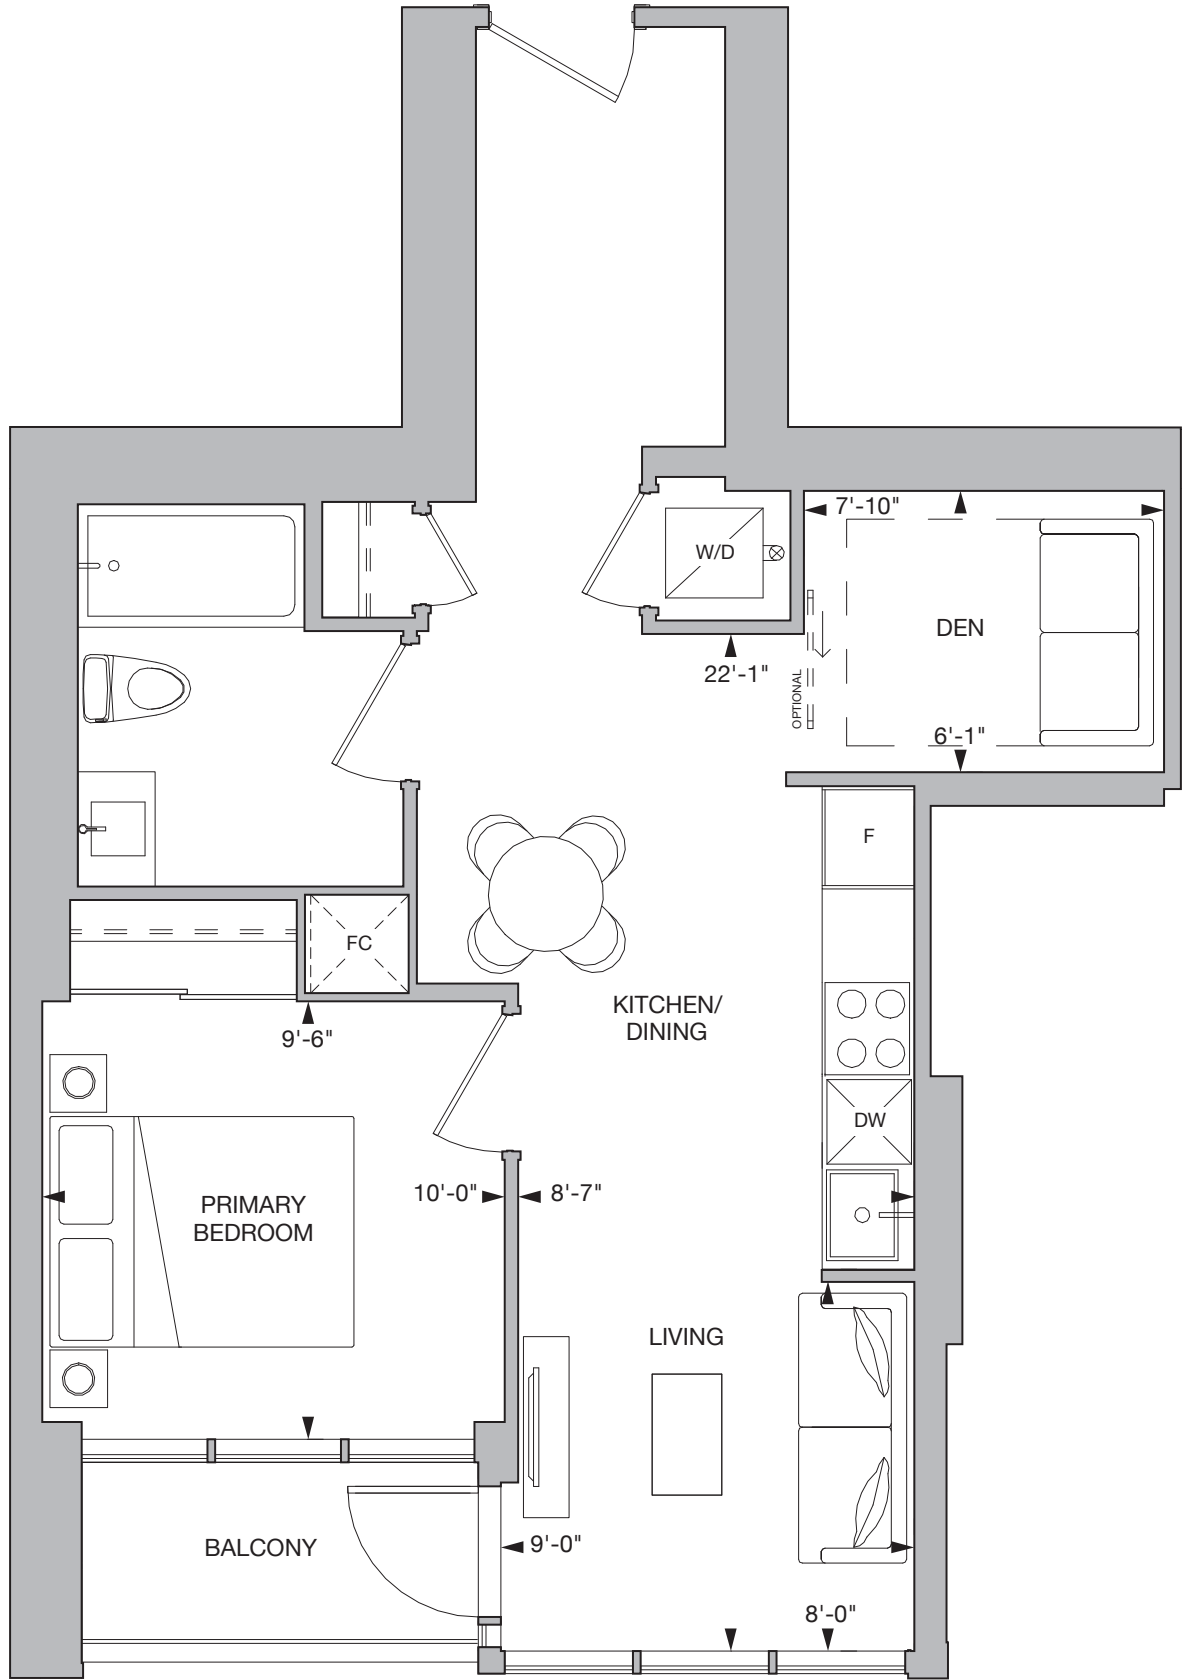 7'-10"
W/D
DEN
22'-1"
OPTIONAL
6'-1"
F
FC
KITCHEN/
DINING
9'-6"
DW
10'-0"
8'-7"
PRIMARY
BEDROOM
LIVING
BALCONY
9'-0"
8'-0"